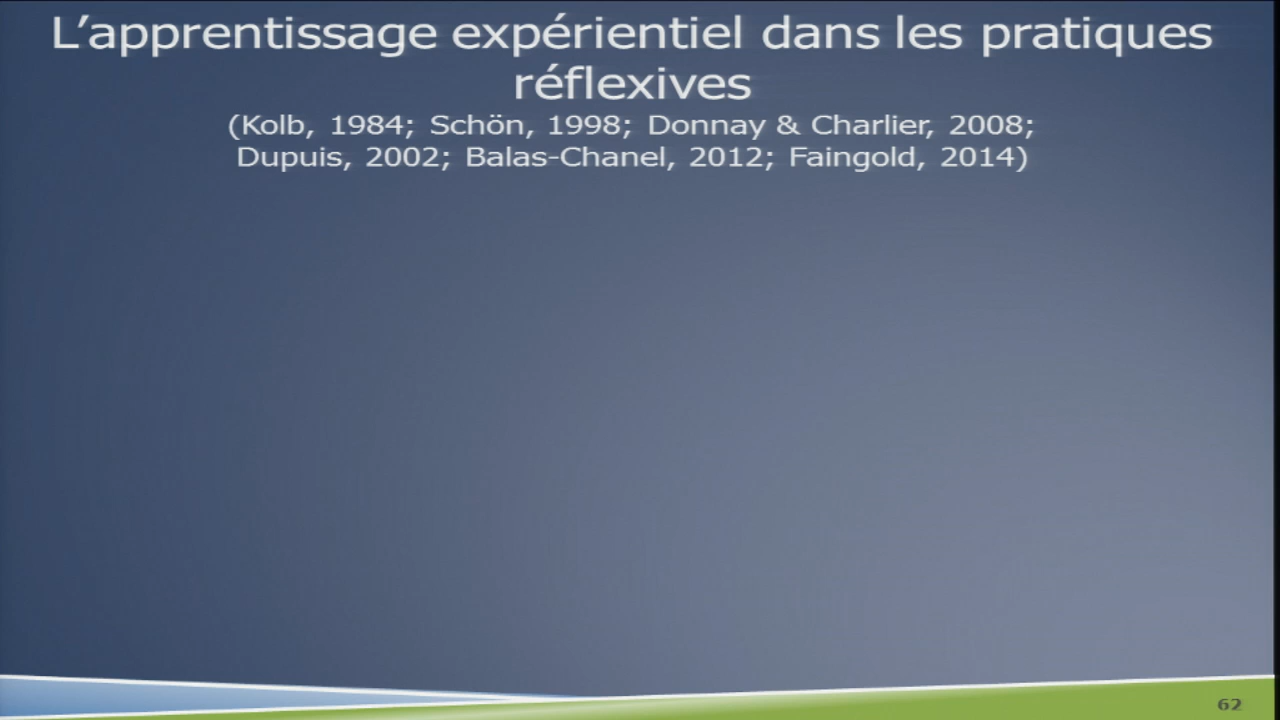 L’apprentissage expérientiel dans les pratiques
réflexives
(Kolb, 1984; Schön, 1998; Donnay & Charlier, 2008;
Dupuis, 2002; Balas-Chanel, 2012; Faingold, 2014)
62